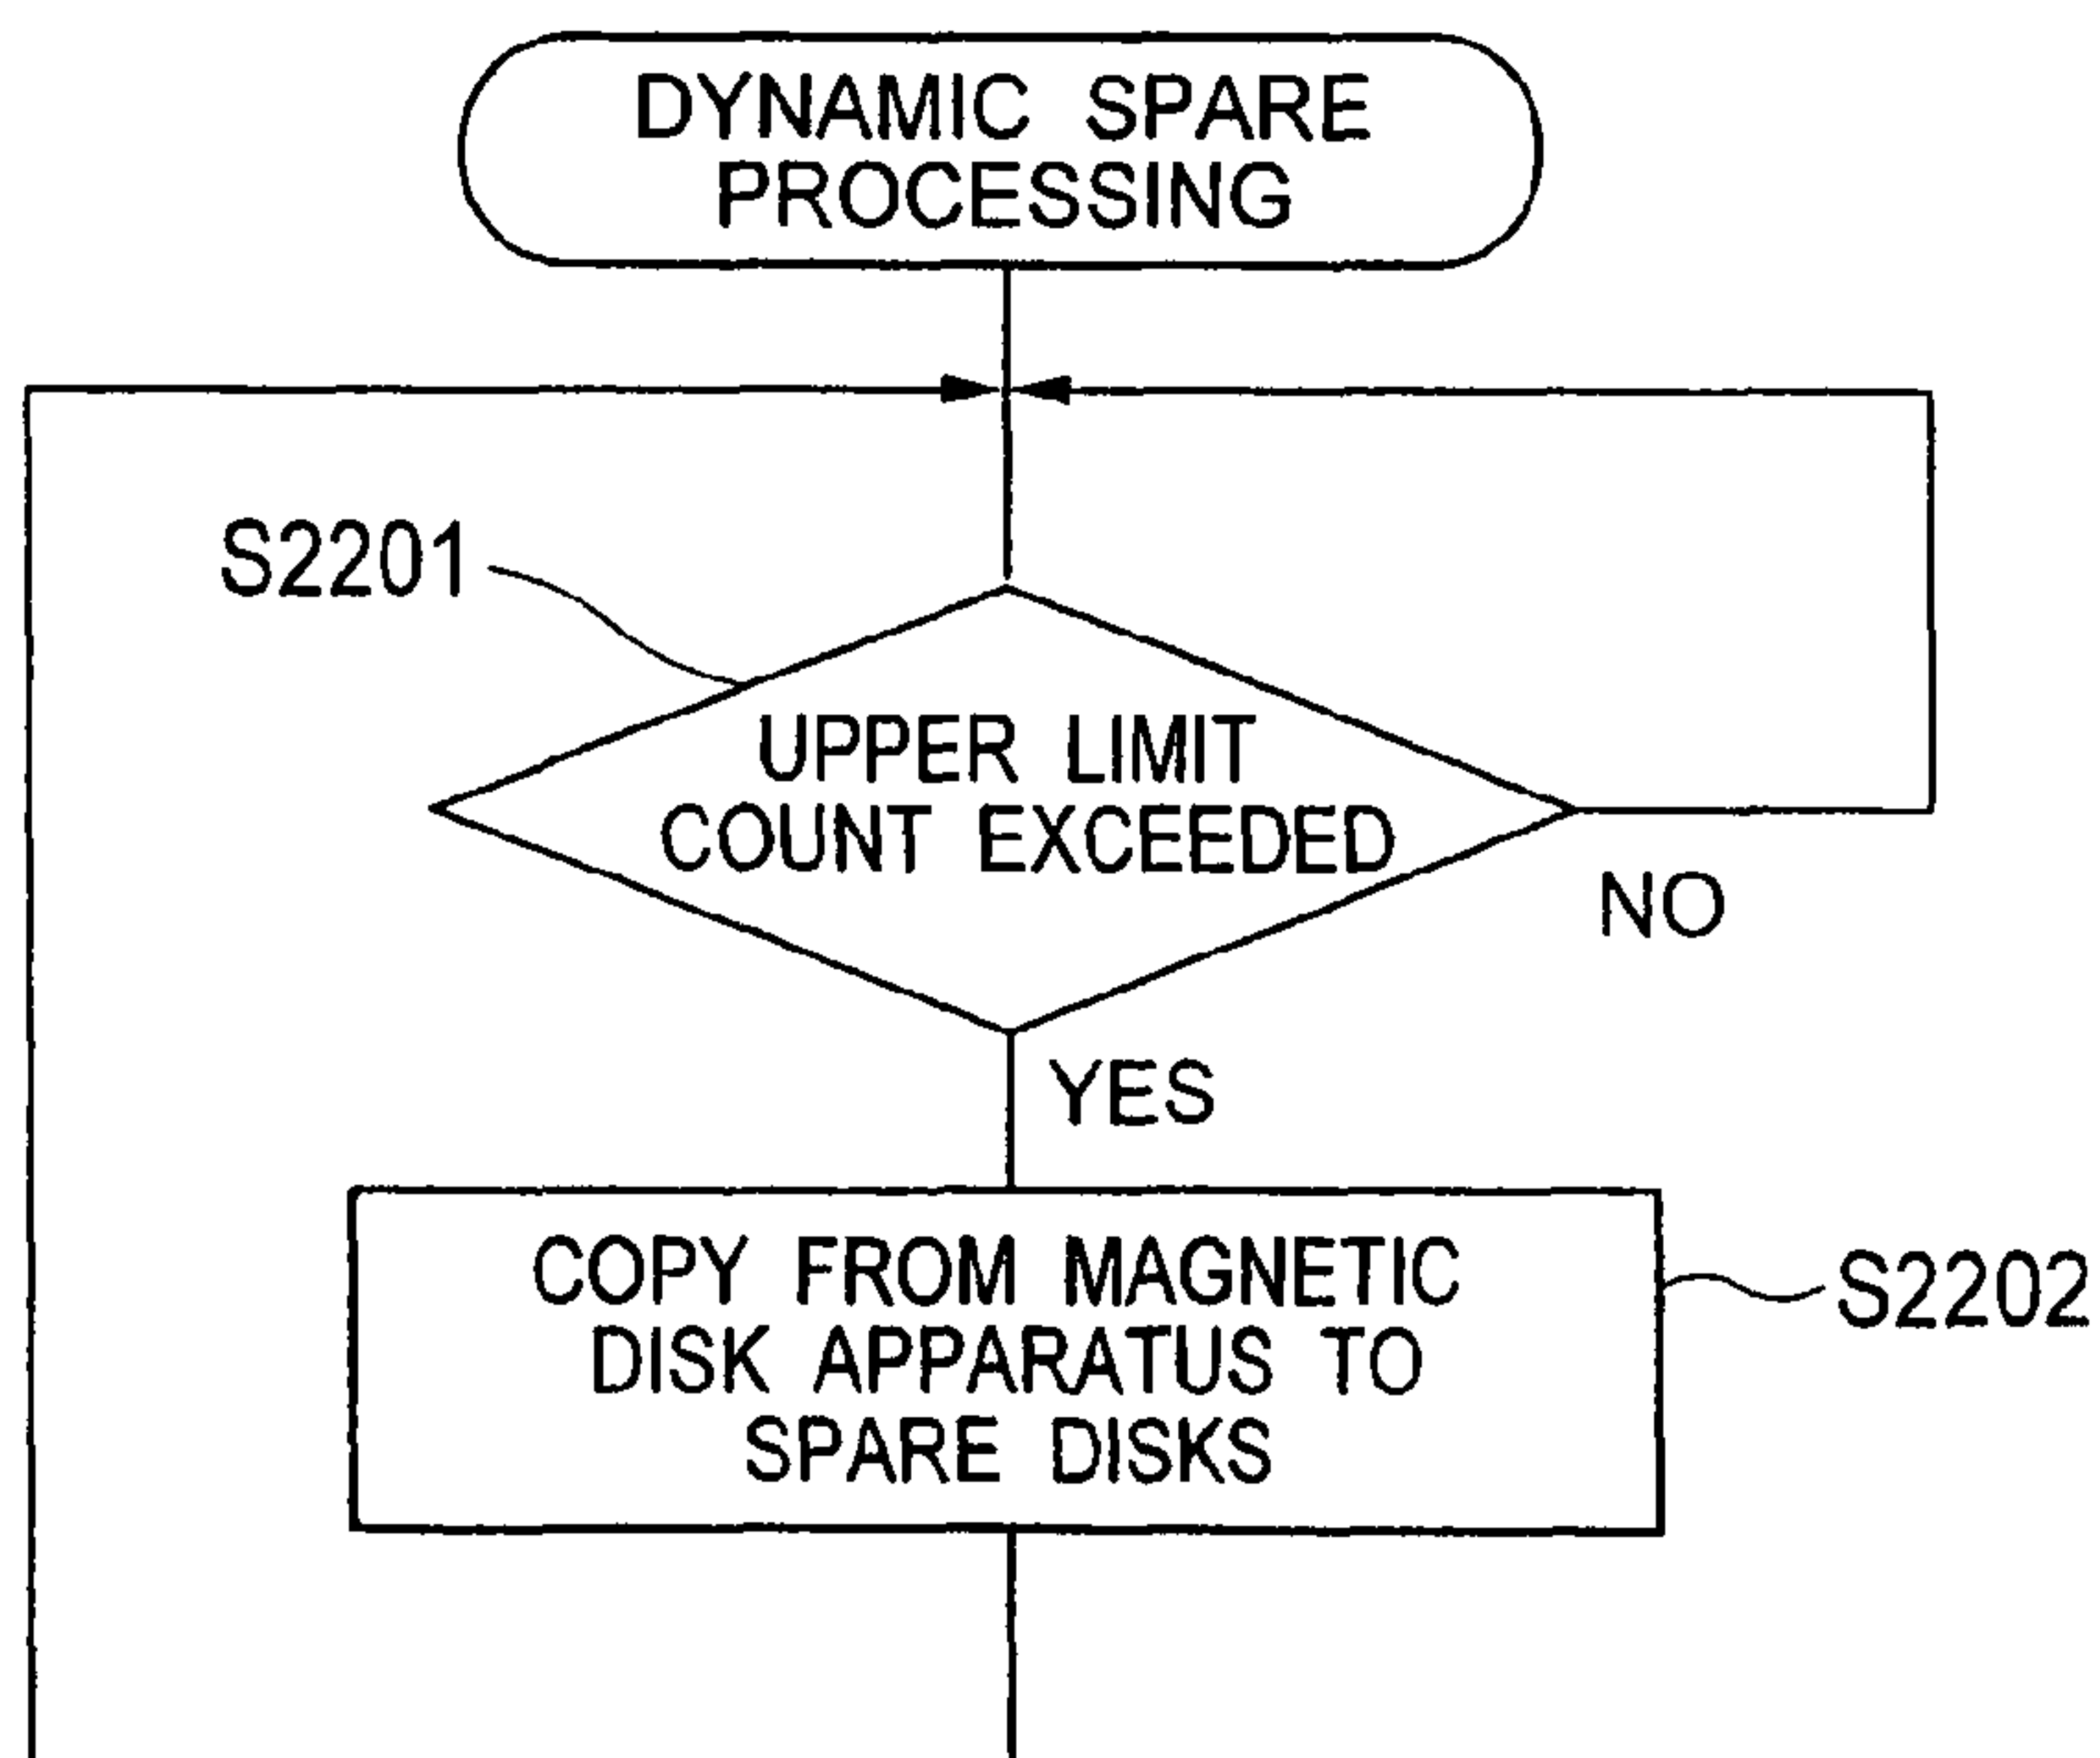 DYNAMIC SPARE
PROCESSING
S2201
UPPER LIMIT
COUNT EXCEEDED
NO
YES
COPY FROM MAGNETIC
DISK APPARATUS TO
SPARE DISKS
S2202